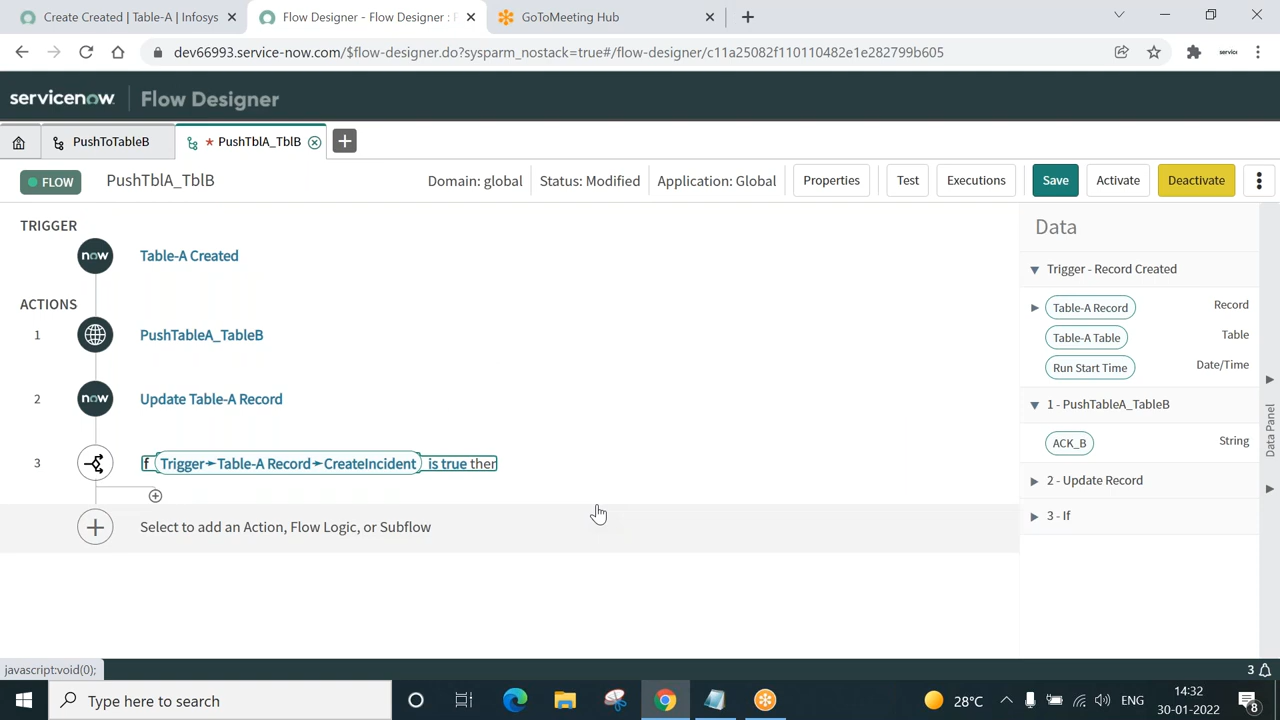 Create Created | Table-A | Infosys
Flow Designer - Flow Designer : P
GoToMeeting Hub
dev66993.service-now.com/$flow-designer.do?sysparm_nostack=true#/flow-designer/c11a25082f110110482e1e282799b605
servicenow
Flow Designer
PushToTableB
* PushTblA_TblB
FLOW
PushTblA_TblB
Domain: global
Status: Modified
Application: Global
Properties
Test
Executions
Save
Activate
Deactivate
TRIGGER
now
Table-A Created
ACTIONS
1
PushTableA_TableB
2
now
Update Table-A Record
3
f Trigger➛Table-A Record➛CreateIncident is true ther
Select to add an Action, Flow Logic, or Subflow
Data
Trigger - Record Created
Table-A Record
Record
Table-A Table
Table
Run Start Time
Date/Time
1 - PushTableA_TableB
ACK_B
String
2 - Update Record
3 - If
Data Panel
javascript:void(0);
3
Type here to search
28°C
ENG
14:32
30-01-2022
8